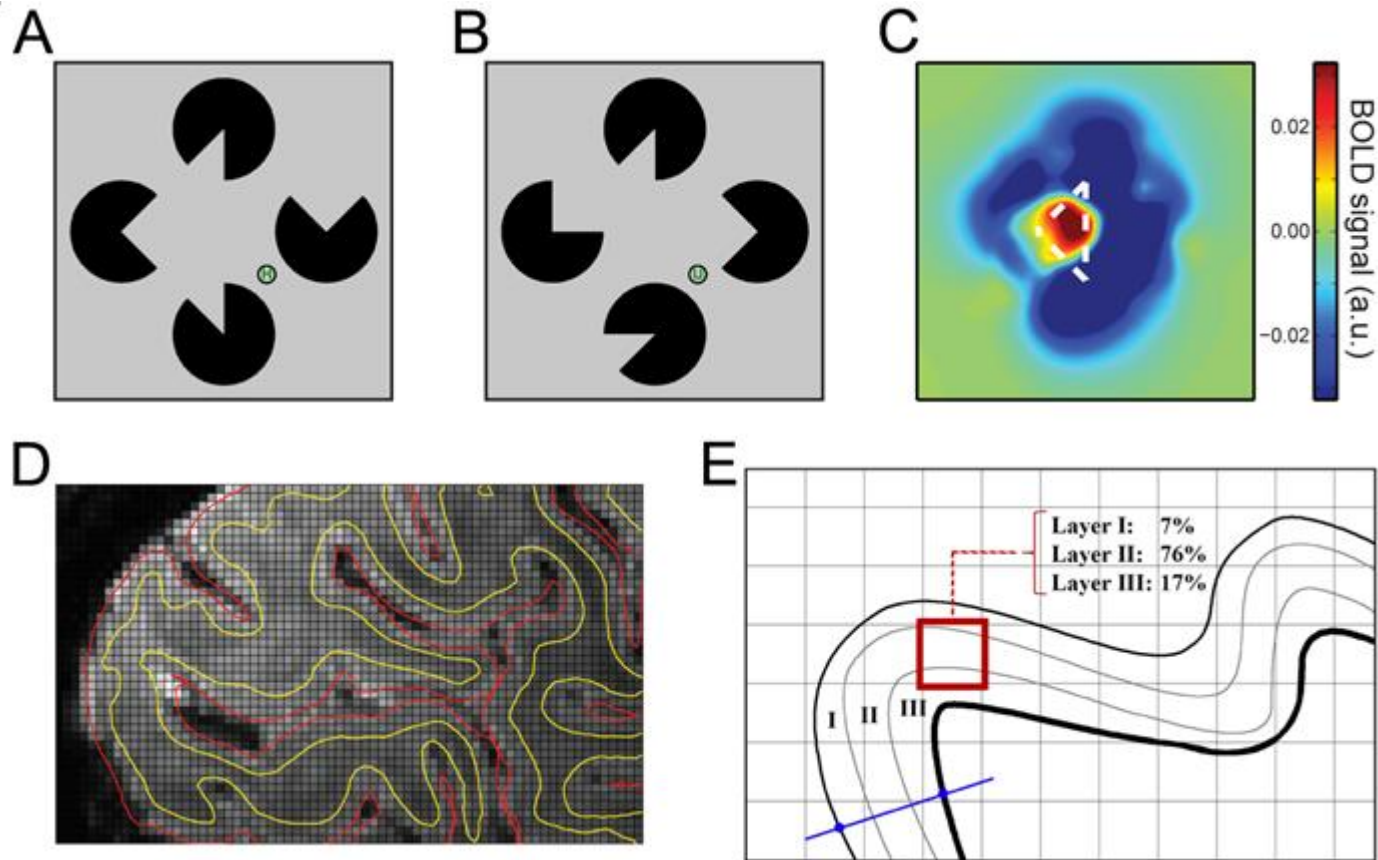 A
B
C
H
U
0.02
0.00
−0.02
BOLD signal (a.u.)
D
E
Layer I: 7%
Layer II: 76%
Layer III: 17%
I II III